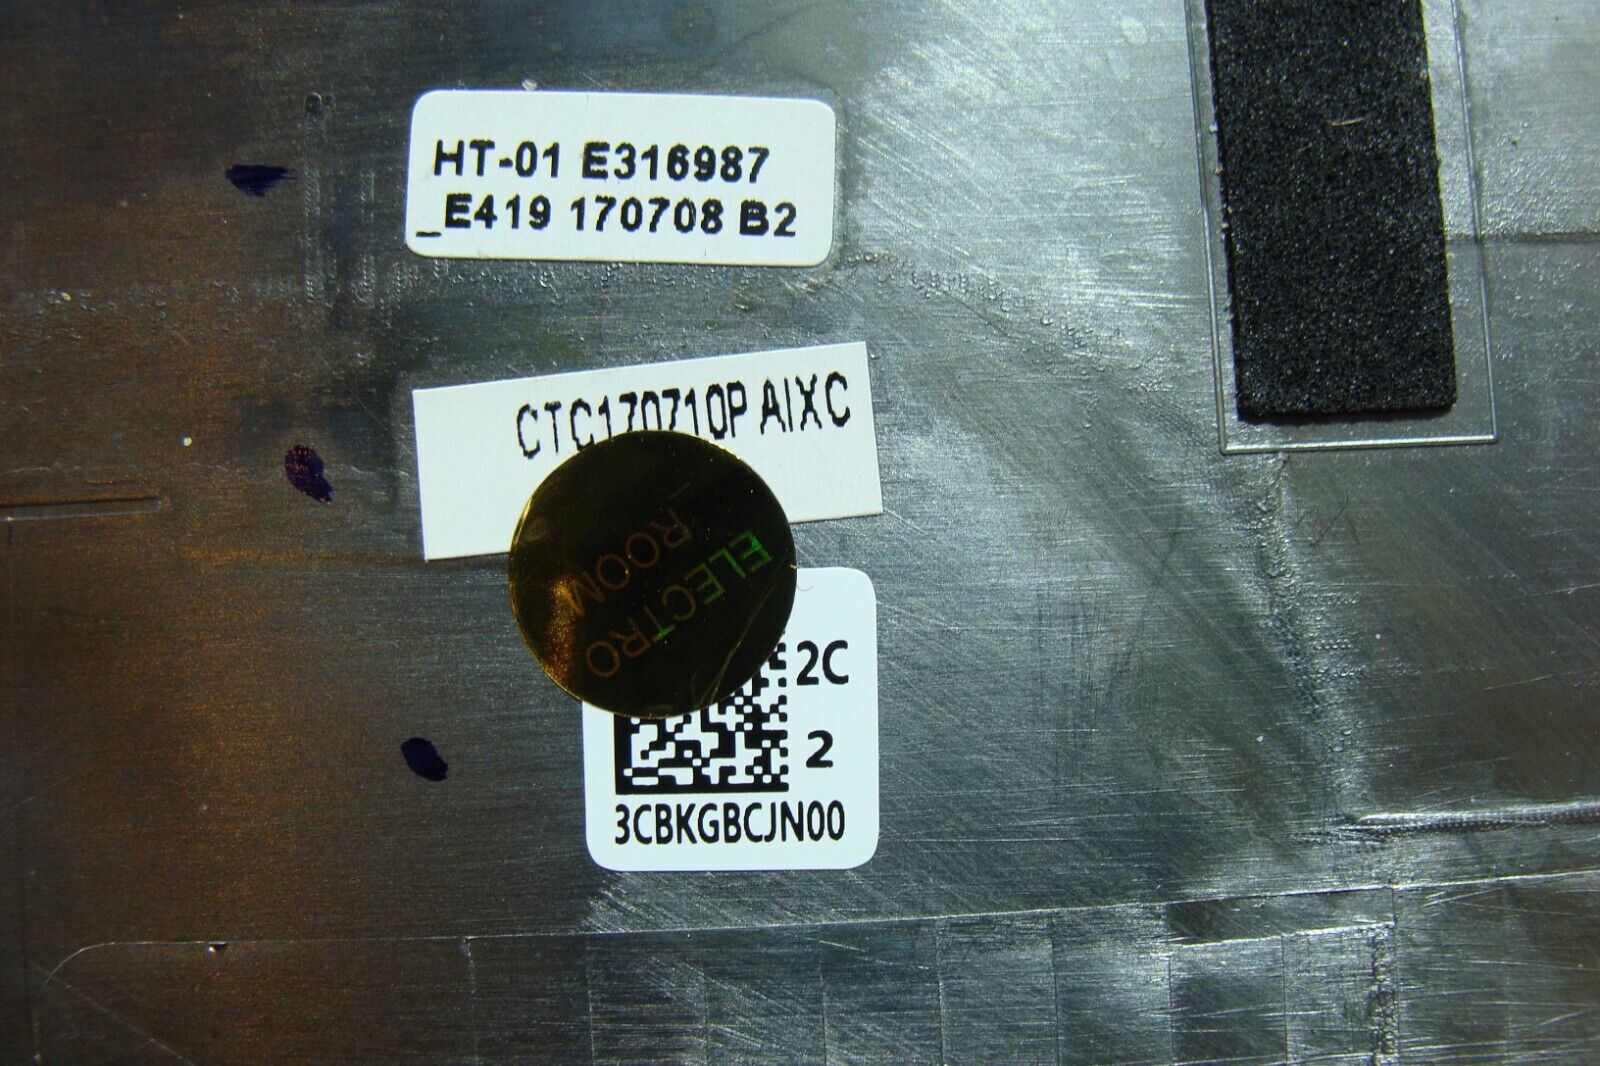 HT-01 E316987
_E419 170708 B2
CTC170710P AIXC
ELECTRO
ROOM
2C
2
3CBKGBCJN00